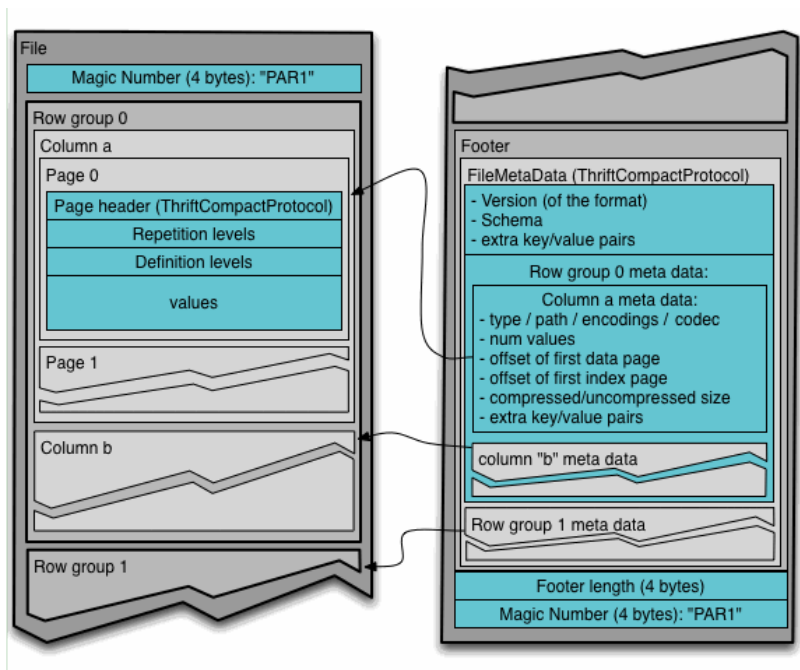 File
Magic Number (4 bytes): "PAR1"
Row group 0
Column a
Page 0
Page header (ThriftCompactProtocol)
Repetition levels
Definition levels
values
Page 1
Column b
Row group 1
Footer
FileMetaData (ThriftCompactProtocol)
- Version (of the format)
- Schema
- extra key/value pairs
Row group 0 meta data:
Column a meta data:
- type / path / encodings / codec
- num values
- offset of first data page
- offset of first index page
- compressed/uncompressed size
- extra key/value pairs
column "b" meta data
Row group 1 meta data
Footer length (4 bytes)
Magic Number (4 bytes): "PAR1"